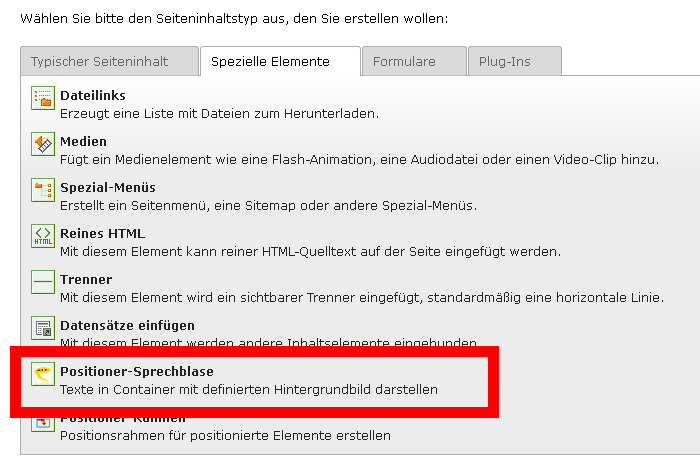 Wählen Sie bitte den Seiteninhaltstyp aus, den Sie erstellen wollen:
Typischer Seiteninhalt Spezielle Elemente Formulare Plug-Ins
Dateilinks
Erzeugt eine Liste mit Dateien zum Herunterladen.
Medien
Fügt ein Medienelement wie eine Flash-Animation, eine Audiodatei oder einen Video-Clip hinzu.
Spezial-Menüs
Erstellt ein Seitenmenü, eine Sitemap oder andere Spezial-Menüs.
HTML Reines HTML
Mit diesem Element kann reiner HTML-Quelltext auf der Seite eingefügt werden.
Trenner
Mit diesem Element wird ein sichtbarer Trenner eingefügt, standardmäßig eine horizontale Linie.
Datensätze einfügen
Mit diesem Element werden andere Inhaltselemente eingebunden
Positioner-Sprechblase
Texte in Container mit definierten Hintergrundbild darstellen
Positioner
Positionsrahmen für positionierte Elemente erstellen